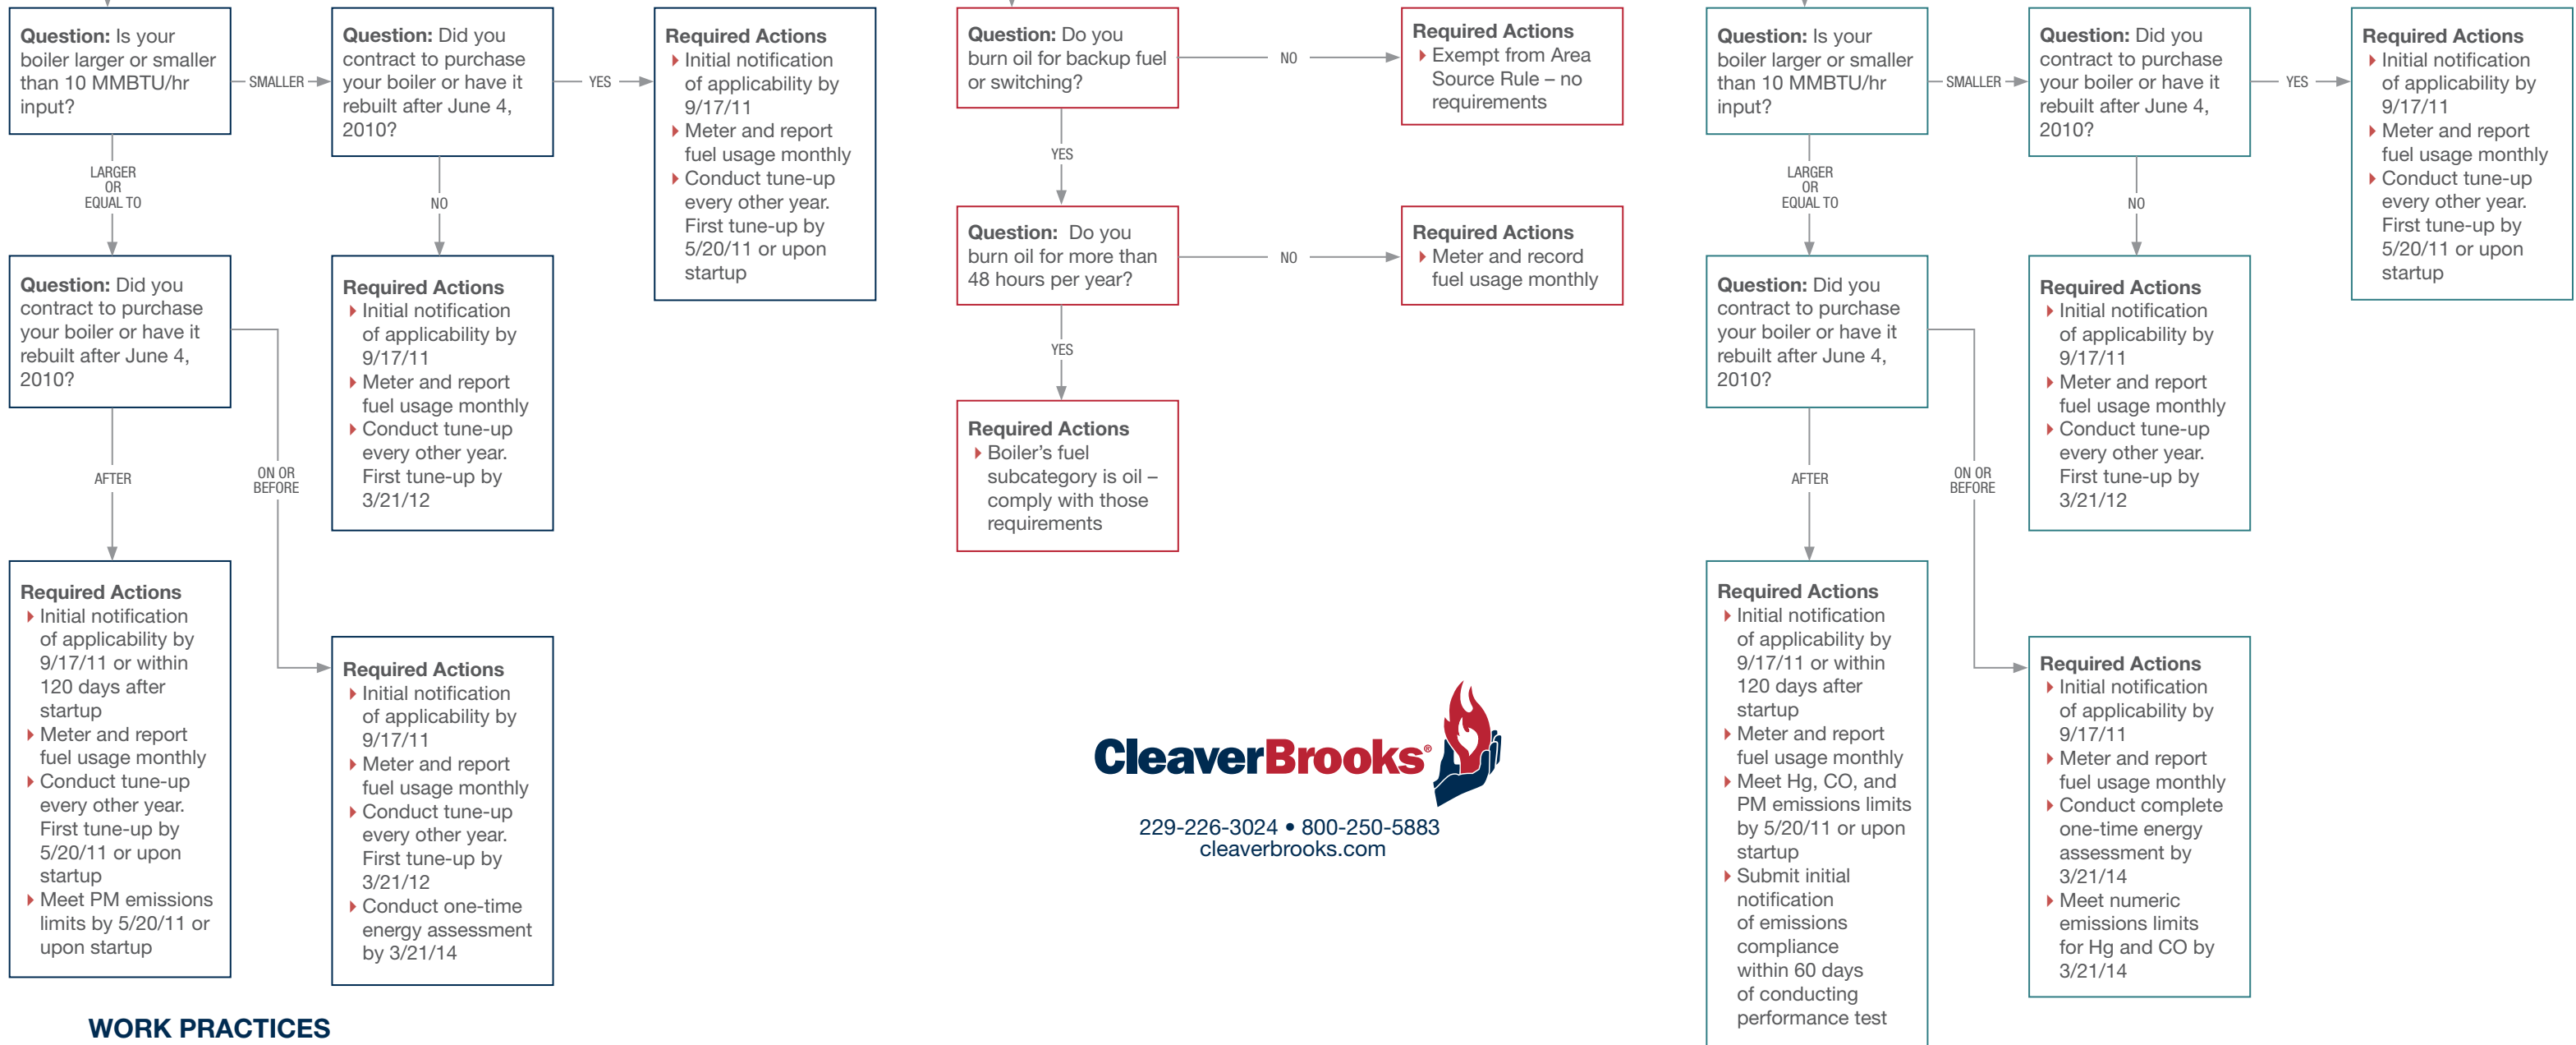 Question: Is your
boiler larger or smaller
than 10 MMBTU/hr
input?
SMALLER
Question: Did you
contract to purchase
your boiler or have it
rebuilt after June 4,
2010?
YES
Required Actions
Initial notification
of applicability by
9/17/11
Meter and report
fuel usage monthly
Conduct tune-up
every other year.
First tune-up by
5/20/11 or upon
startup
LARGER
OR
EQUAL TO
NO
Question: Did you
contract to purchase
your boiler or have it
rebuilt after June 4,
2010?
Required Actions
Initial notification
of applicability by
9/17/11
Meter and report
fuel usage monthly
Conduct tune-up
every other year.
First tune-up by
3/21/12
AFTER
ON OR
BEFORE
Required Actions
Initial notification
of applicability by
9/17/11 or within
120 days after
startup
Meter and report
fuel usage monthly
Conduct tune-up
every other year.
First tune-up by
5/20/11 or upon
startup
Meet PM emissions
limits by 5/20/11 or
upon startup
Required Actions
Initial notification
of applicability by
9/17/11
Meter and report
fuel usage monthly
Conduct tune-up
every other year.
First tune-up by
3/21/12
Conduct one-time
energy assessment
by 3/21/14
WORK PRACTICES
Question: Do you
burn oil for backup fuel
or switching?
NO
Required Actions
Exempt from Area
Source Rule – no
requirements
YES
Question: Do you
burn oil for more than
48 hours per year?
NO
Required Actions
Meter and record
fuel usage monthly
YES
Required Actions
Boiler’s fuel
subcategory is oil –
comply with those
requirements
CleaverBrooks®
229-226-3024 • 800-250-5883
cleaverbrooks.com
Question: Is your
boiler larger or smaller
than 10 MMBTU/hr
input?
SMALLER
Question: Did you
contract to purchase
your boiler or have it
rebuilt after June 4,
2010?
YES
Required Actions
Initial notification
of applicability by
9/17/11
Meter and report
fuel usage monthly
Conduct tune-up
every other year.
First tune-up by
5/20/11 or upon
startup
LARGER
OR
EQUAL TO
NO
Question: Did you
contract to purchase
your boiler or have it
rebuilt after June 4,
2010?
Required Actions
Initial notification
of applicability by
9/17/11
Meter and report
fuel usage monthly
Conduct tune-up
every other year.
First tune-up by
3/21/12
AFTER
ON OR
BEFORE
Required Actions
Initial notification
of applicability by
9/17/11 or within
120 days after
startup
Meter and report
fuel usage monthly
Meet Hg, CO, and
PM emissions limits
by 5/20/11 or upon
startup
Submit initial
notification
of emissions
compliance
within 60 days
of conducting
performance test
Required Actions
Initial notification
of applicability by
9/17/11
Meter and report
fuel usage monthly
Conduct complete
one-time energy
assessment by
3/21/14
Meet numeric
emissions limits
for Hg and CO by
3/21/14